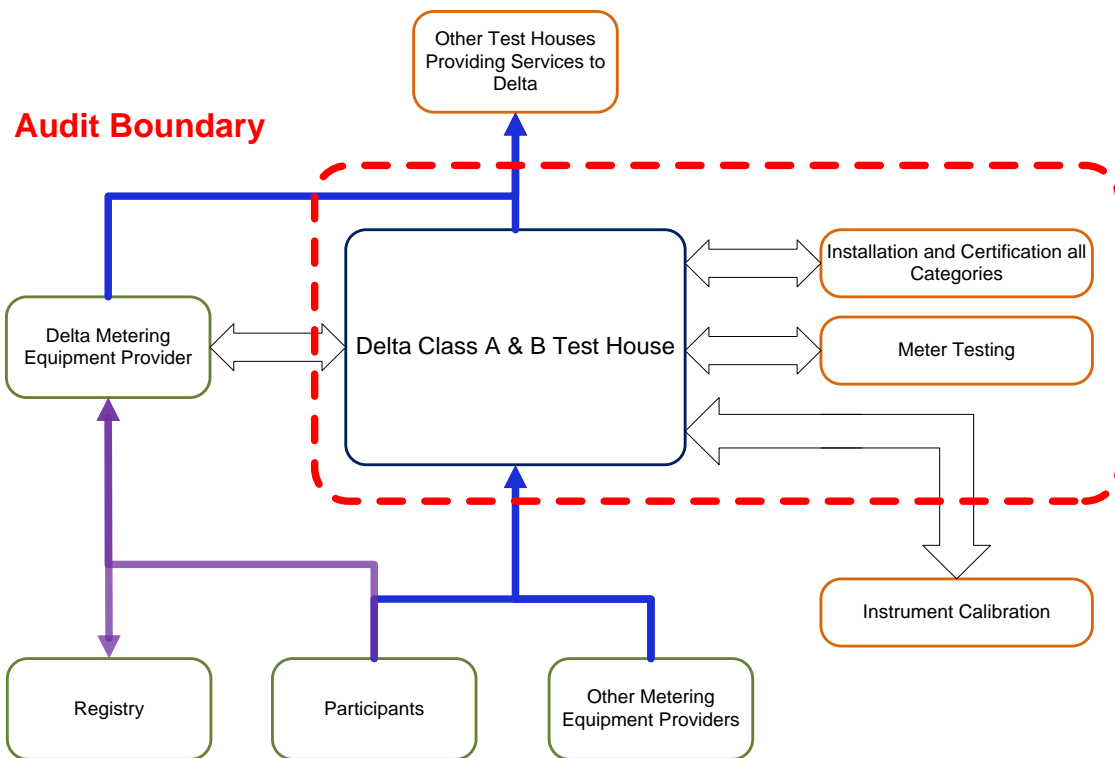 Other Test Houses
Providing Services to
Delta
Audit Boundary
Installation and Certification all
Categories
Delta Metering
Equipment Provider
Delta Class A & B Test House
Meter Testing
Instrument Calibration
Registry
Participants
Other Metering
Equipment Providers